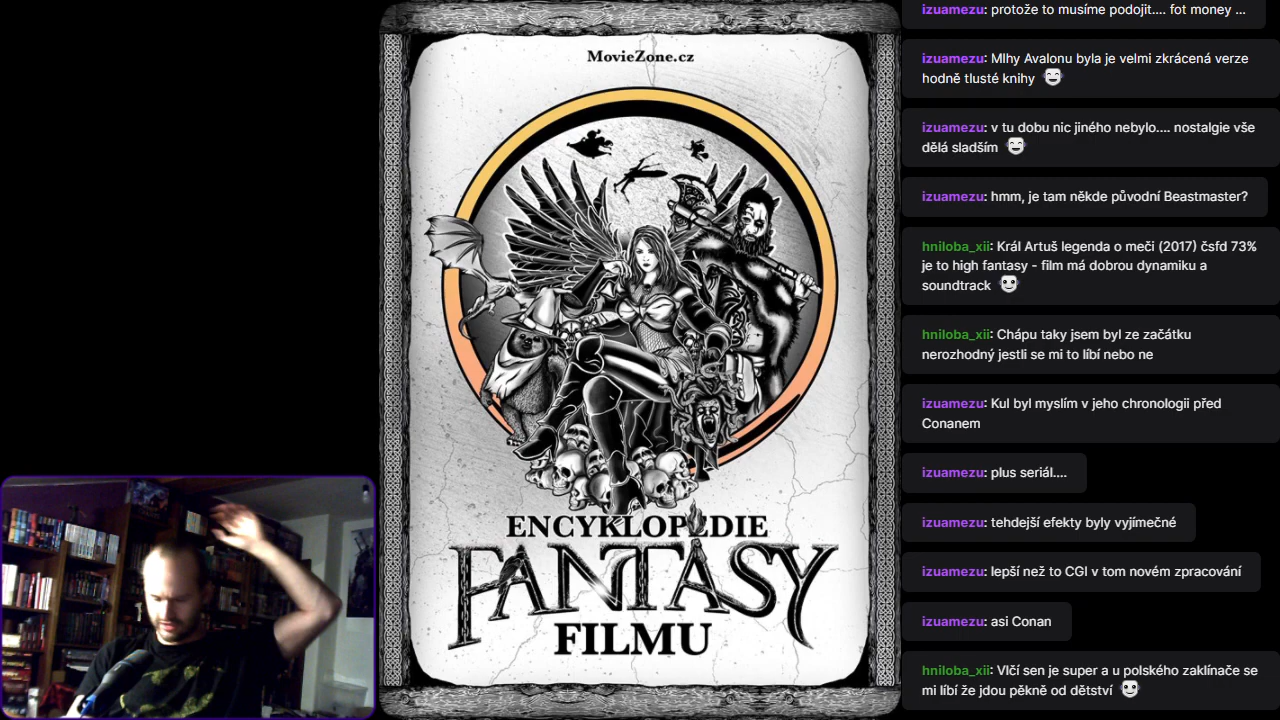 MovieZone.cz
ENCYKLOPEDIE
FANTASY
FILMU
izuamezu: protože to musíme podojit.... fot money ...
izuamezu: Mlhy Avalonu byla je velmi zkrácená verze
hodně tlusté knihy
izuamezu: v tu dobu nic jiného nebylo.... nostalgie vše
dělá sladším
izuamezu: hmm, je tam někde původní Beastmaster?
hniloba_xii: Král Artuš legenda o meči (2017) čsfd 73%
je to high fantasy - film má dobrou dynamiku a
soundtrack
hniloba_xii: Chápu taky jsem byl ze začátku
nerozhodný jestli se mi to líbí nebo ne
izuamezu: Kul byl myslím v jeho chronologii před
Conanem
izuamezu: plus seriál....
izuamezu: tehdejší efekty byly vyjímečné
izuamezu: lepší než to CGI v tom novém zpracování
izuamezu: asi Conan
hniloba_xii: Vlčí sen je super a u polského zaklínače se
mi líbí že jdou pěkně od dětství